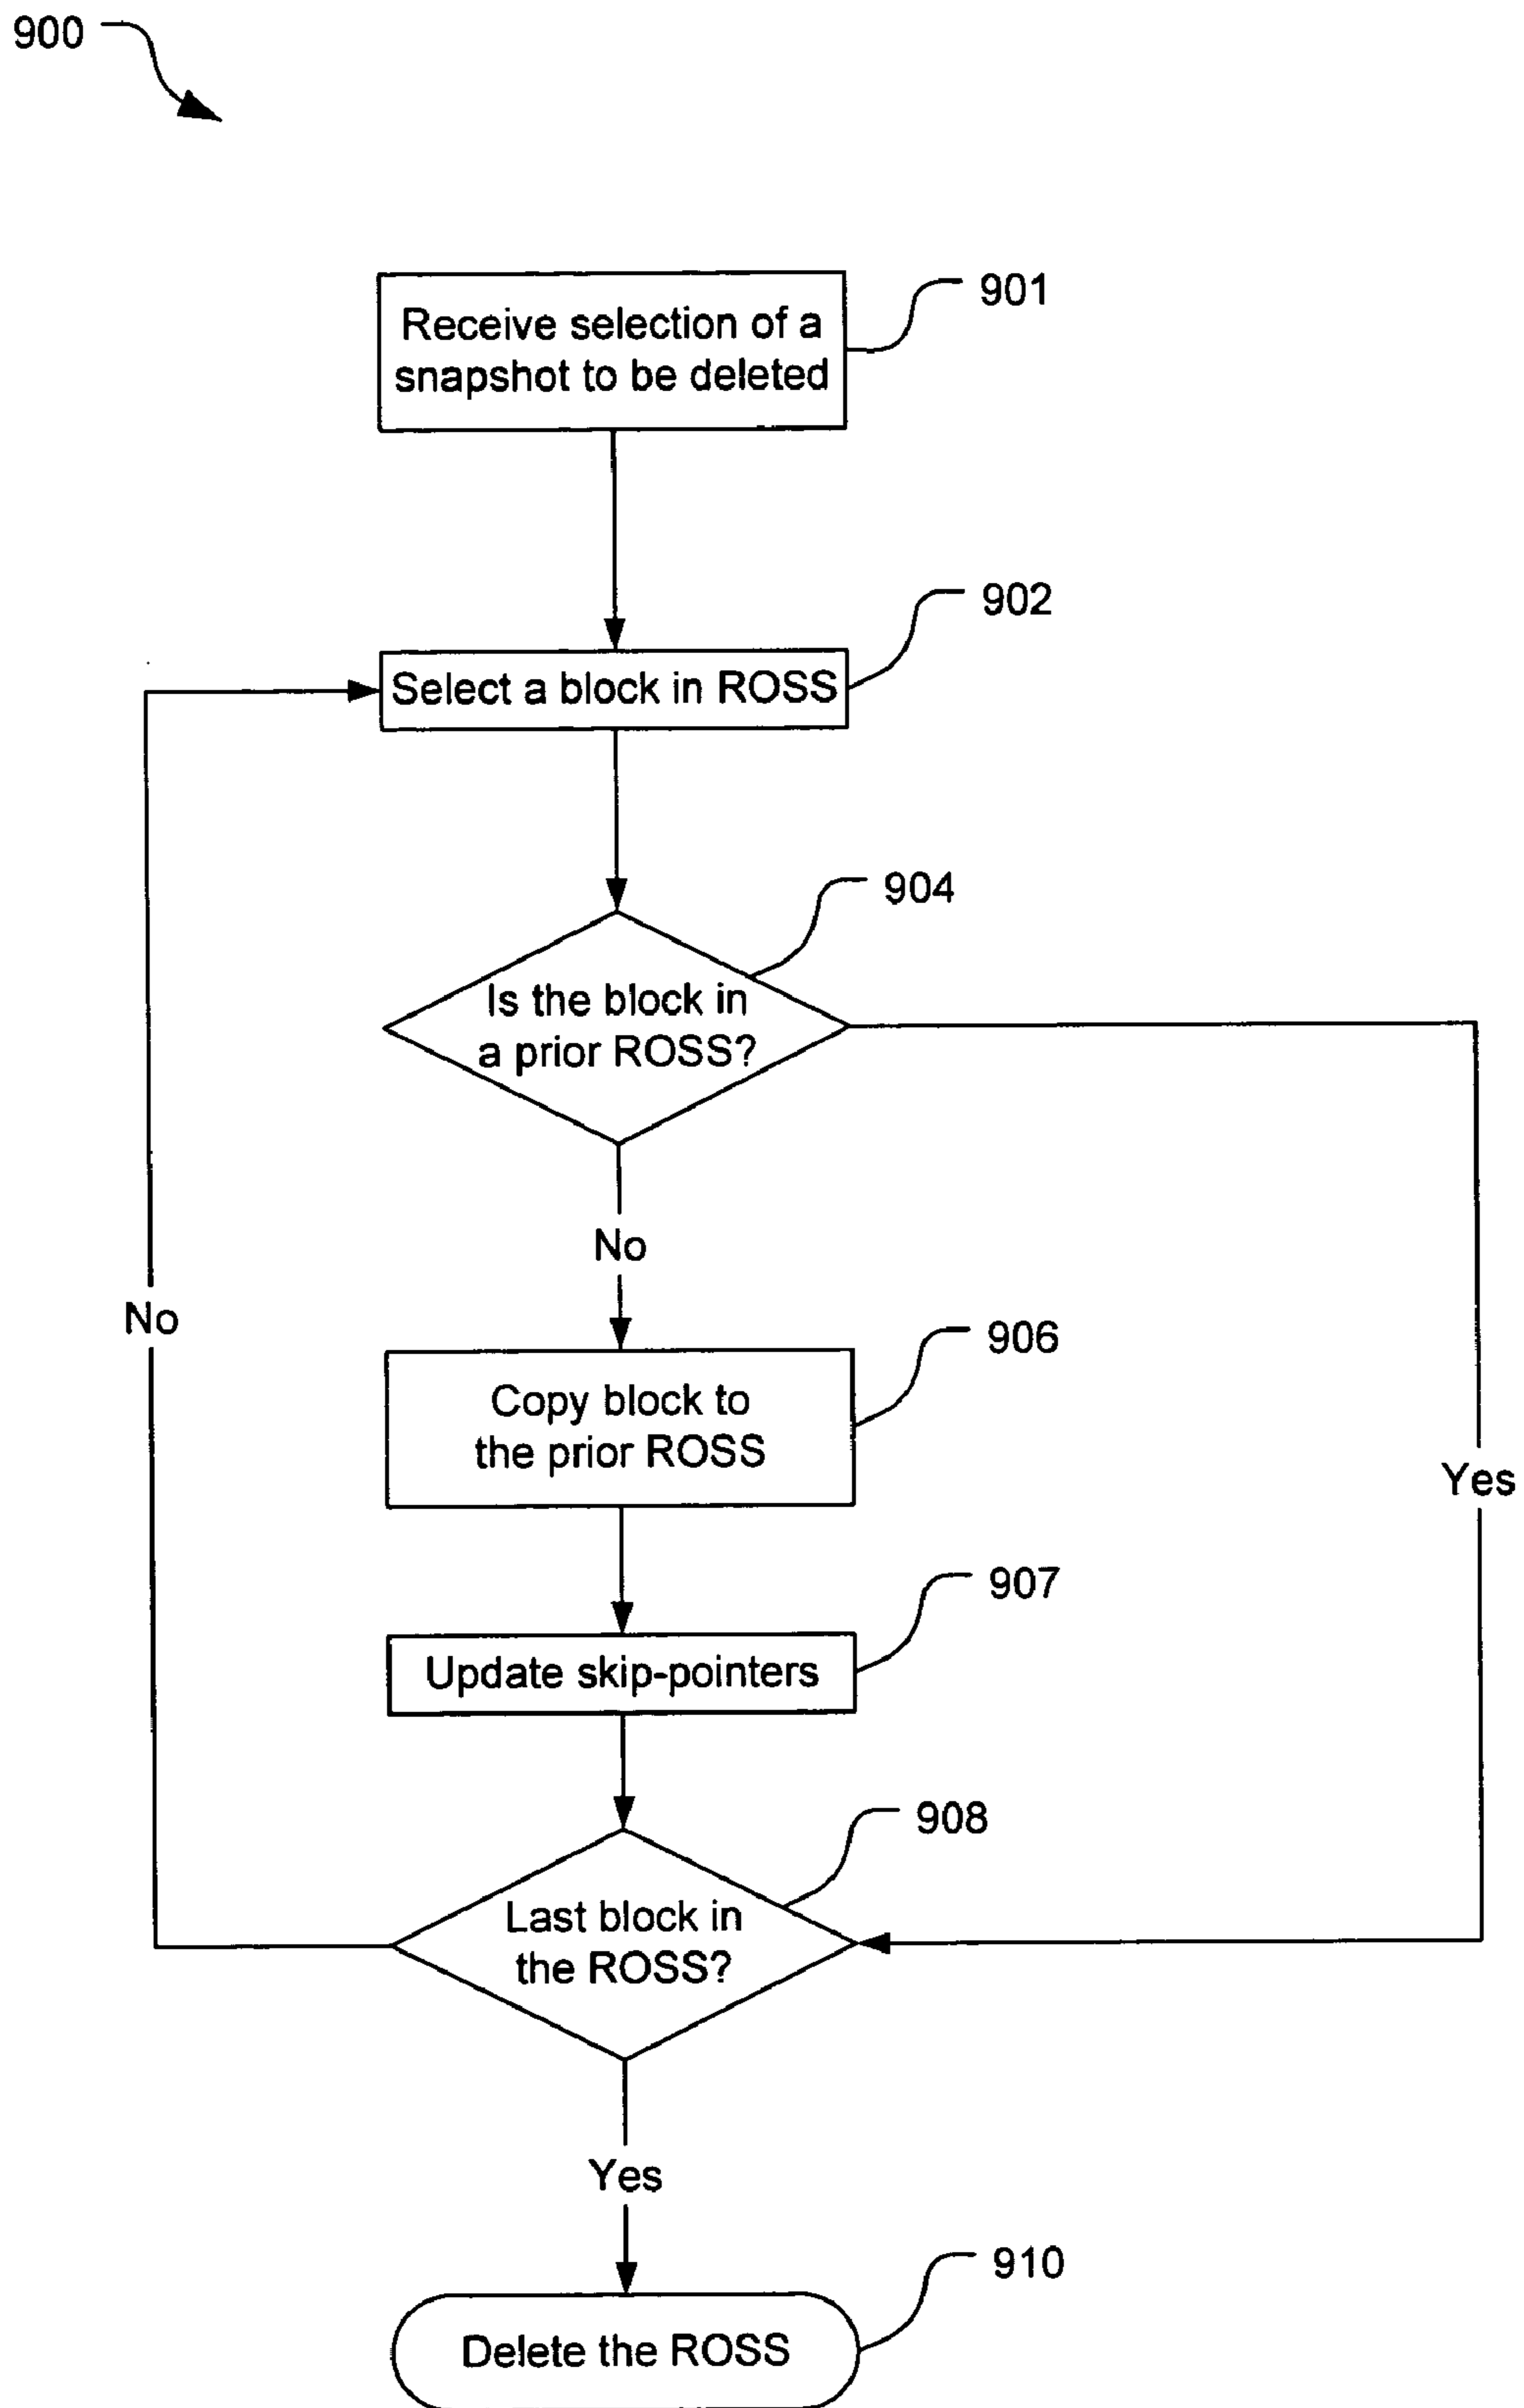 900
901
Receive selection of a
snapshot to be deleted
902
Select a block in ROSS
904
Is the block in
a prior ROSS?
No
No
906
Copy block to
the prior ROSS
Yes
907
Update skip-pointers
908
Last block in
the ROSS?
Yes
910
Delete the ROSS